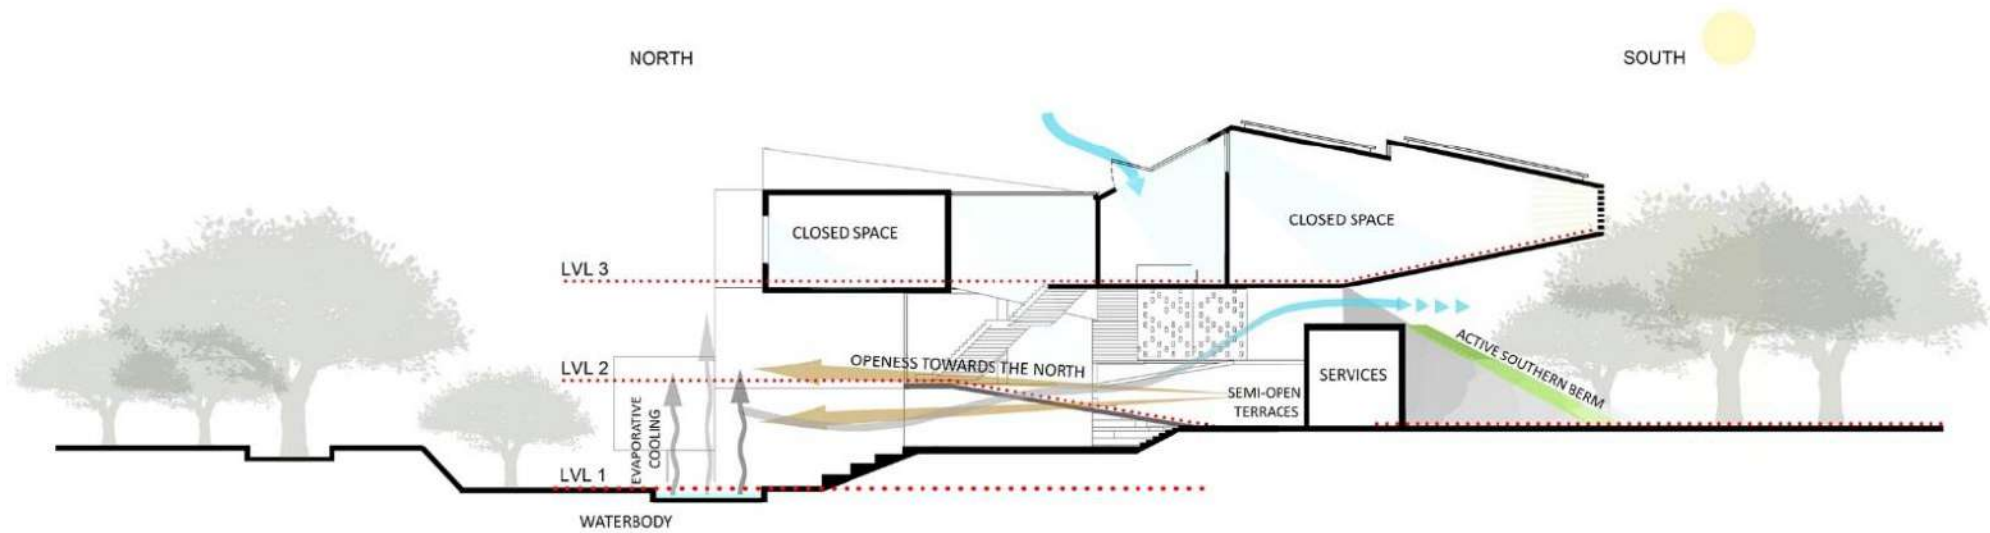 NORTH
SOUTH
CLOSED SPACE
CLOSED SPACE
LVL 3
OPENESS TOWARDS THE NORTH
ACTIVE SOUTHERN BERM
LVL 2
SERVICES
SEMI-OPEN
TERRACES
EVAPORATIVE
COOLING
LVL 1
WATERBODY